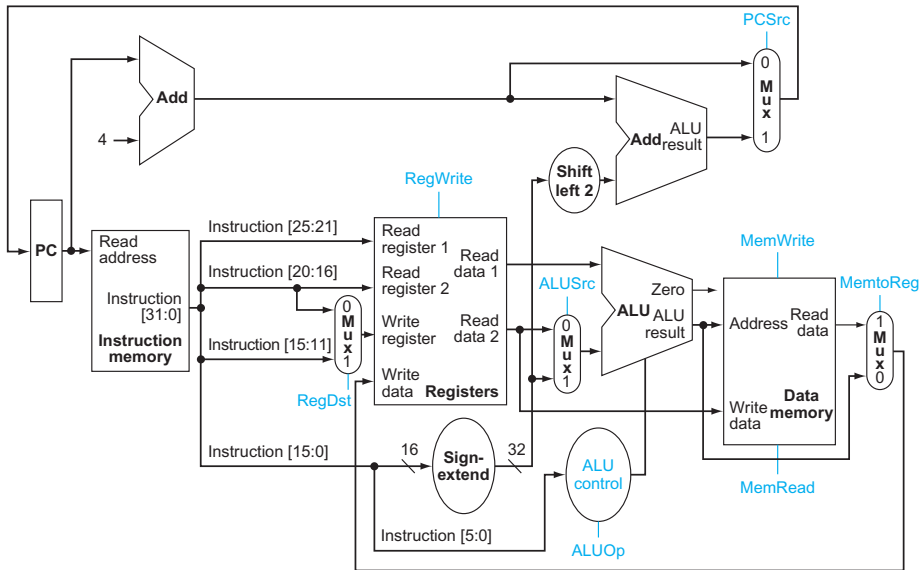 PCSrc
0
Mux
1
Add
4
Add
ALU
result
Shift
left 2
RegWrite
PC
Read
address
Instruction
[31:0]
Instruction
memory
Instruction [25:21]
Instruction [20:16]
Instruction [15:11]
0
Mux
1
RegDst
Read
register 1
Read
register 2
Write
register
Write
data
Read
data 1
Read
data 2
Registers
ALUSrc
0
Mux
1
Zero
ALU
ALU
result
MemWrite
Address
Read
data
Write
data
Data
memory
MemRead
MemtoReg
1
Mux
0
Instruction [15:0]
16
Sign-
extend
32
Instruction [5:0]
ALU
control
ALUOp